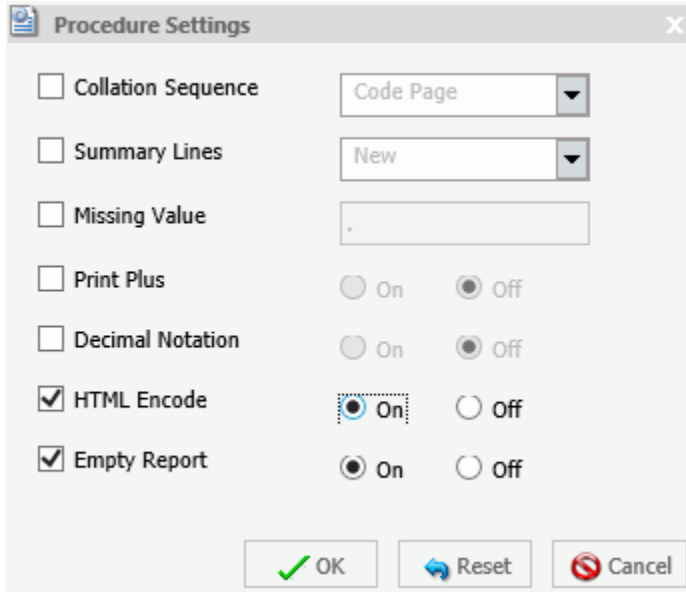 Procedure Settings
Collation Sequence Code Page
Summary Lines New
Missing Value .
Print Plus On Off
Decimal Notation On Off
HTML Encode On Off
Empty Report On Off
OK Reset Cancel